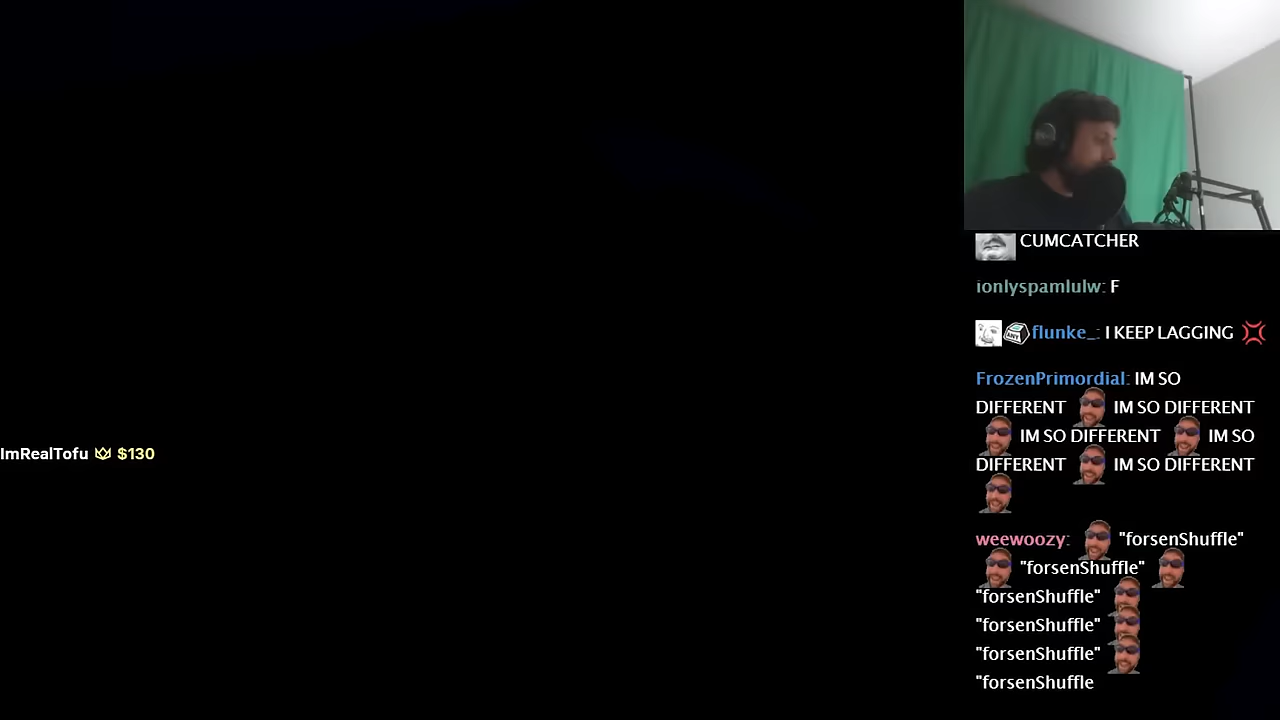 CUMCATCHER
ionlyspamlulw: F
flunke_: I KEEP LAGGING
FrozenPrimordial: IM SO
DIFFERENT IM SO DIFFERENT
IM SO DIFFERENT IM SO
DIFFERENT IM SO DIFFERENT
ImRealTofu $130
weewoozy: "forsenShuffle"
"forsenShuffle"
"forsenShuffle"
"forsenShuffle"
"forsenShuffle"
"forsenShuffle